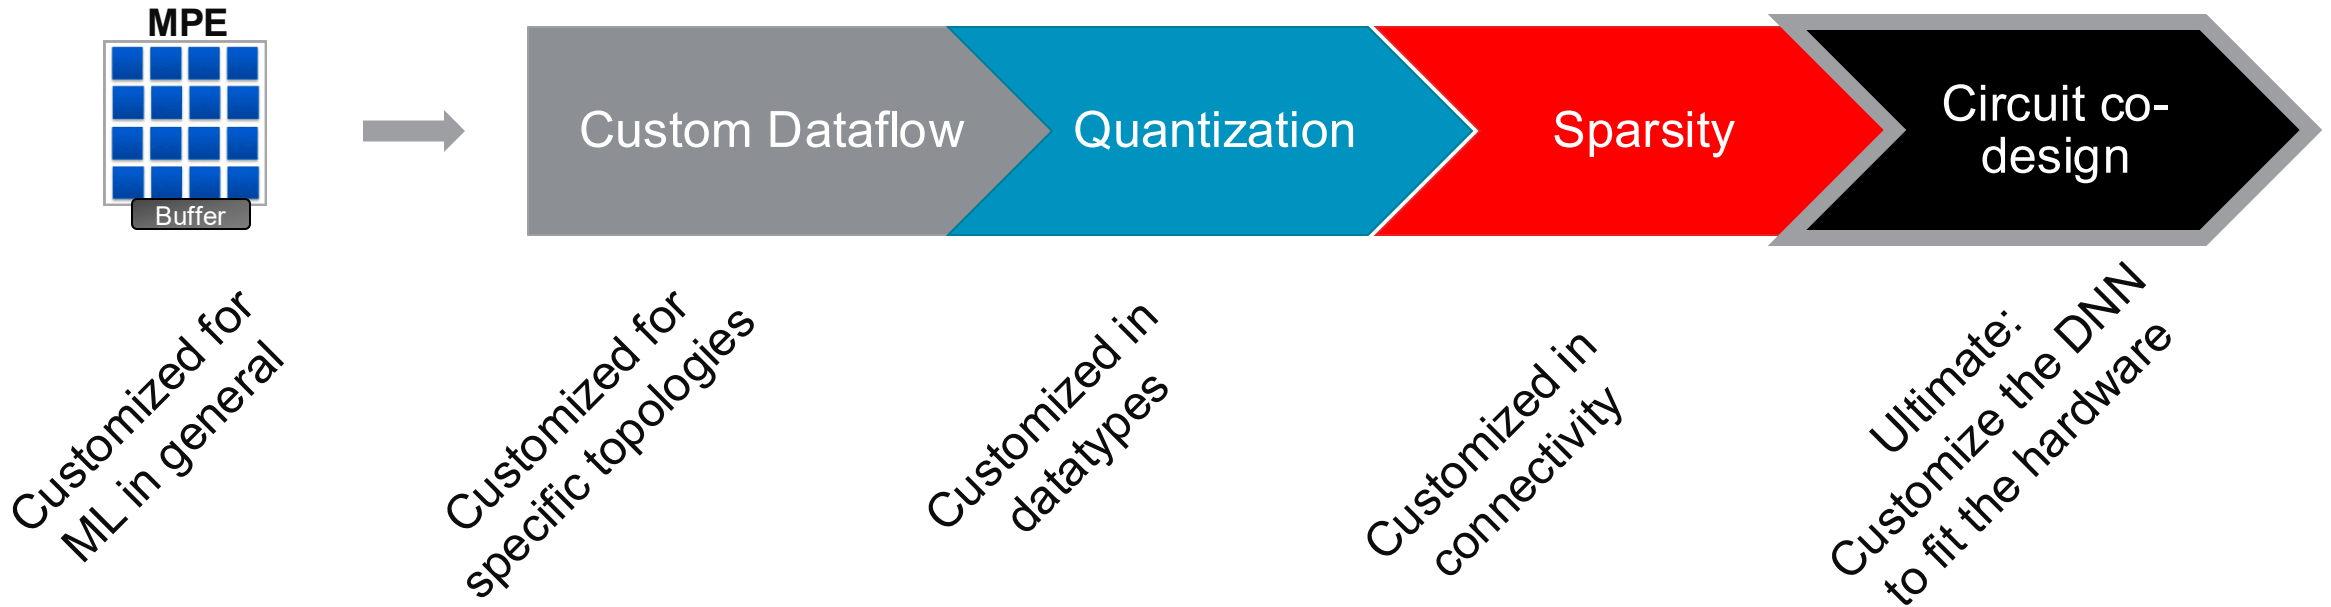 MPE
Buffer
Custom Dataflow
Quantization
Sparsity
Circuit co-
design
Customized for
ML in general
Customized for
specific topologies
Customized in
datatypes
Customized in
connectivity
Ultimate:
Customize the DNN
to fit the hardware